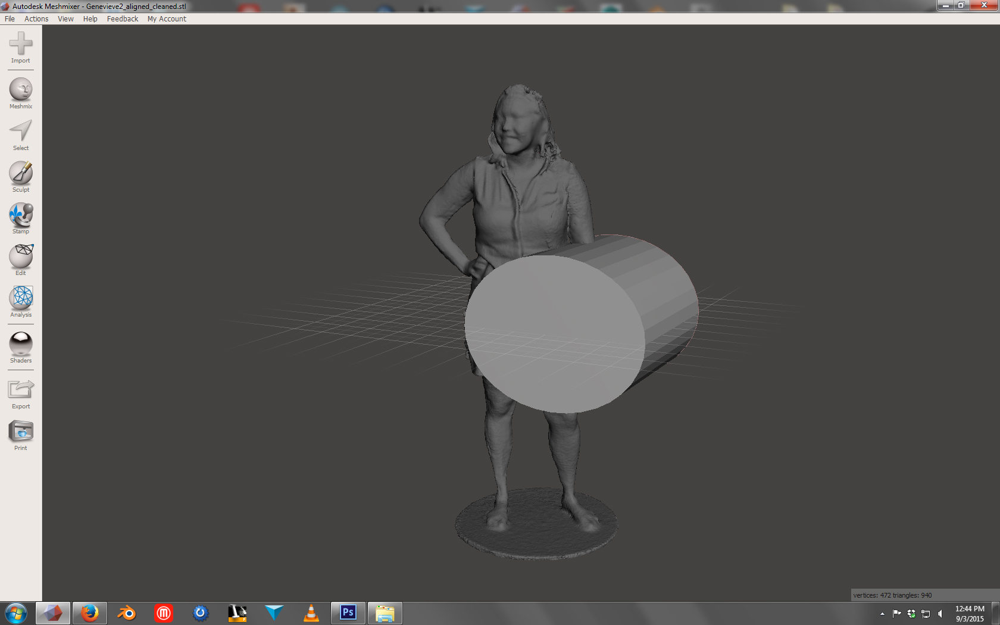 Autodesk Meshmixer - Genevieve2_aligned_cleaned.stl
File Actions View Help Feedback My Account
Import
Meshmix
Select
Sculpt
Stamp
Edit
Analysis
Shaders
Export
Print
vertices: 472 triangles: 940
Ps
12:44 PM
9/3/2015